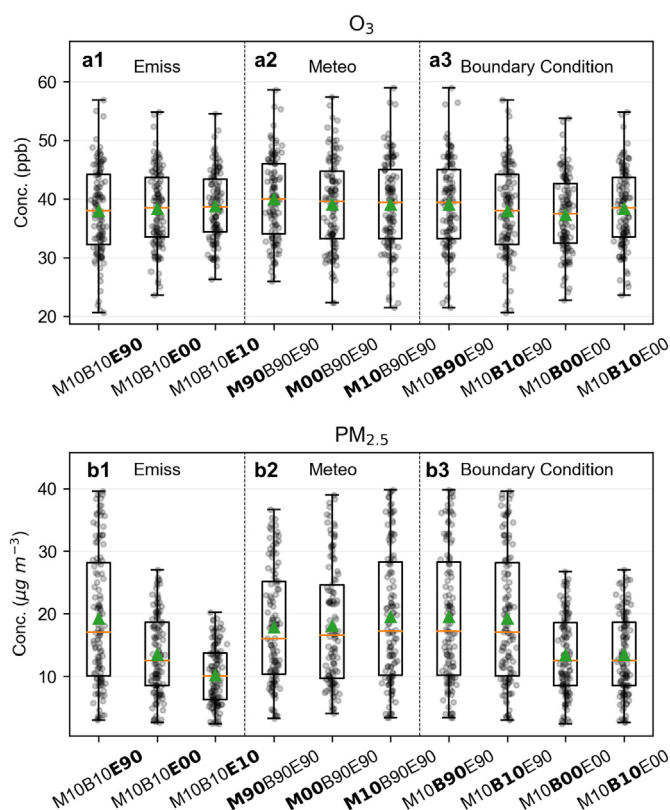 O3
a1 Emiss a2 Meteo a3 Boundary Condition
Conc. (ppb)
60
50
40
30
20
M10B10E90 M10B10E00 M10B10E10 M90B90E90 M00B90E90 M10B90E90 M10B90E90 M10B10E90 M10B00E00 M10B10E00
PM2.5
b1 Emiss b2 Meteo b3 Boundary Condition
Conc. (μg m−3)
40
30
20
10
M10B10E90 M10B10E00 M10B10E10 M90B90E90 M00B90E90 M10B90E90 M10B90E90 M10B10E90 M10B00E00 M10B10E00